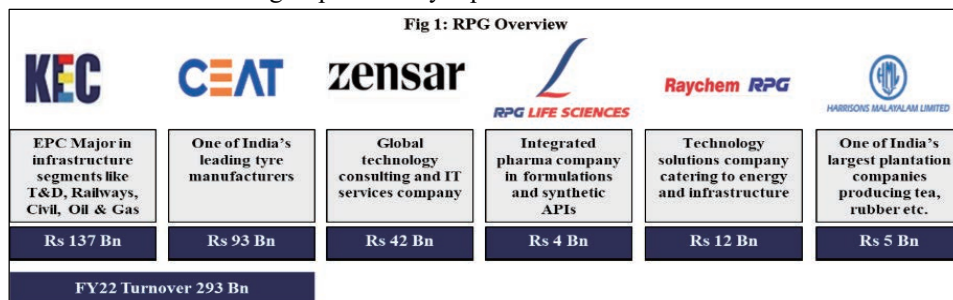 Fig 1: RPG Overview
KEC
CEAT
zensar
RPG LIFE SCIENCES
Raychem RPG
HML
HARRISONS MALAYALAM LIMITED
EPC Major in
infrastructure
segments like
T&D, Railways,
Civil, Oil & Gas
One of India's
leading tyre
manufacturers
Global
technology
consulting and IT
services company
Integrated
pharma company
in formulations
and synthetic
APIs
Technology
solutions company
catering to energy
and infrastructure
One of India's
largest plantation
companies
producing tea,
rubber etc.
Rs 137 Bn
Rs 93 Bn
Rs 42 Bn
Rs 4 Bn
Rs 12 Bn
Rs 5 Bn
FY22 Turnover 293 Bn